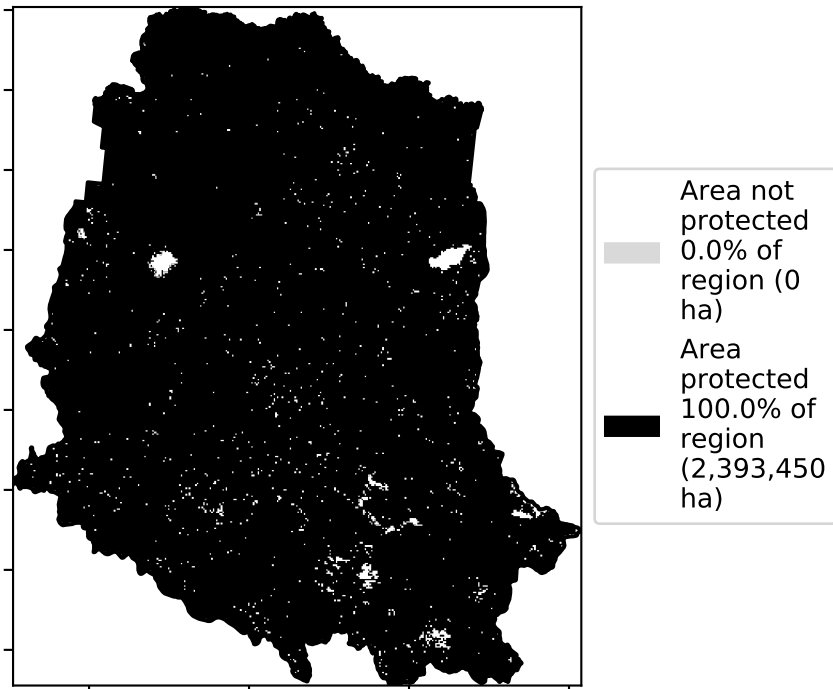 Area not
protected
0.0% of
region (0
ha)
Area
protected
100.0% of
region
(2,393,450
ha)